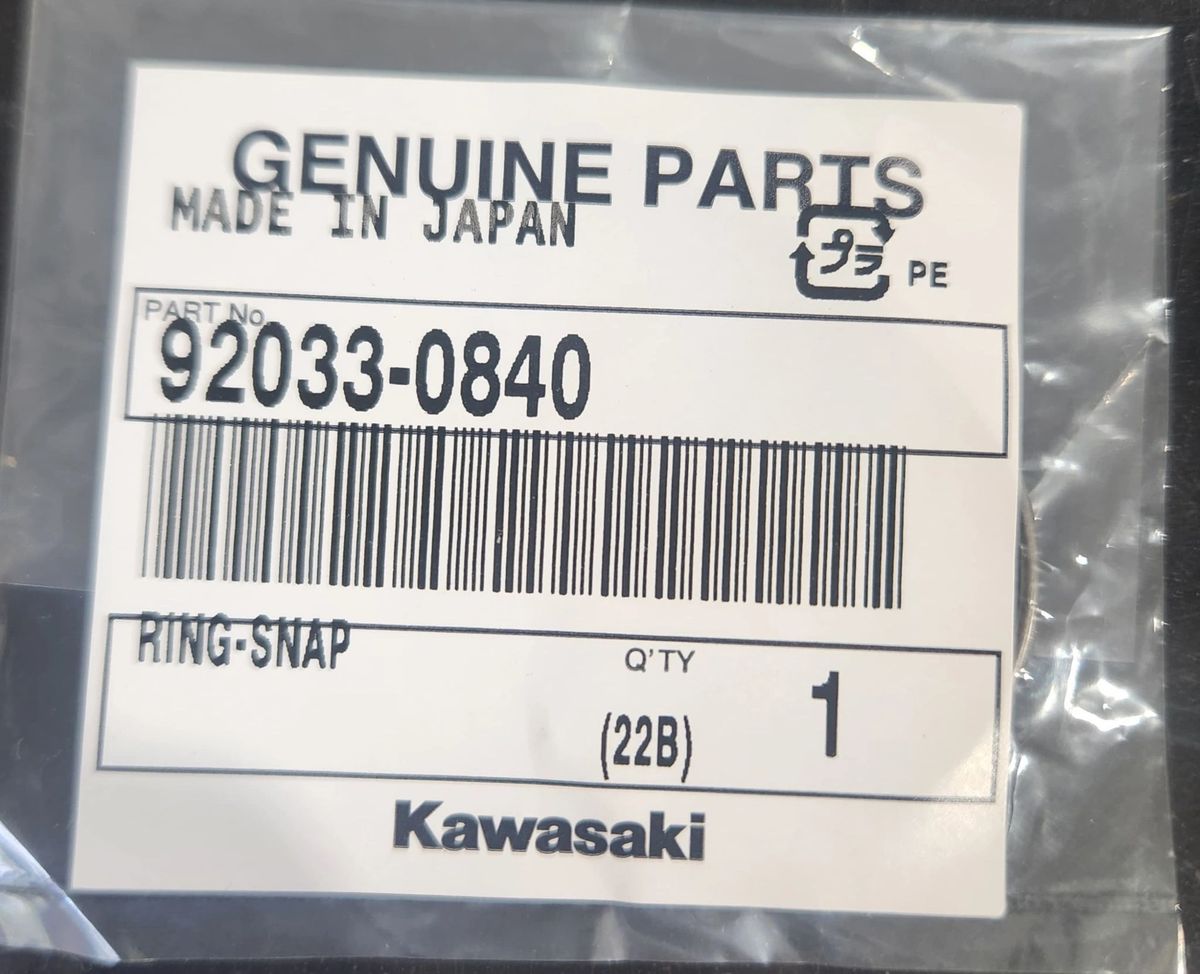 GENUINE PARTS
MADE IN JAPAN
プラ PE
PART No.
92033-0840
RING-SNAP
Q'TY
(22B) 1
Kawasaki